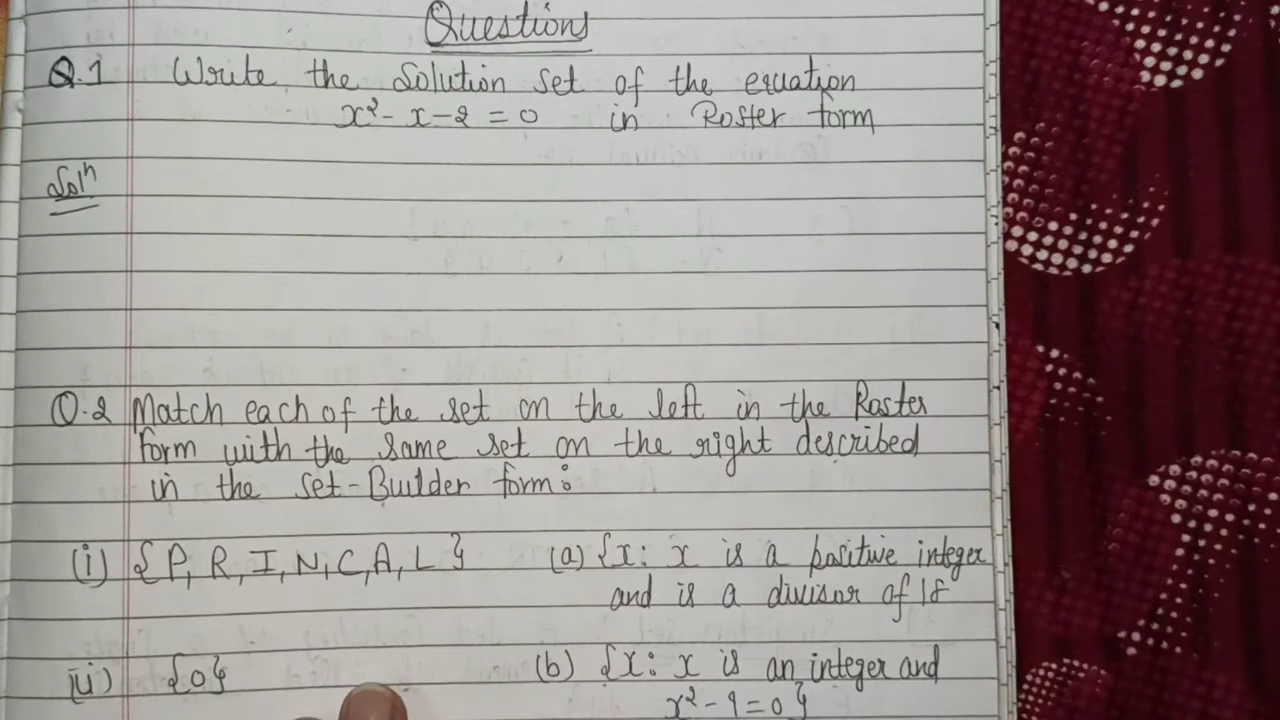 Questions
Q.1 Write the Solution set of the equation
x² - x - 2 = 0 in Roster form
Solⁿ
Q.2 Match each of the set on the left in the Roster
form with the same set on the right described
in the set-Builder form:
(i) {P, R, I, N, C, A, L} (a) {x: x is a positive integer
and is a divisor of 18
(ii) {0} (b) {x: x is an integer and
x² - 9 = 0}